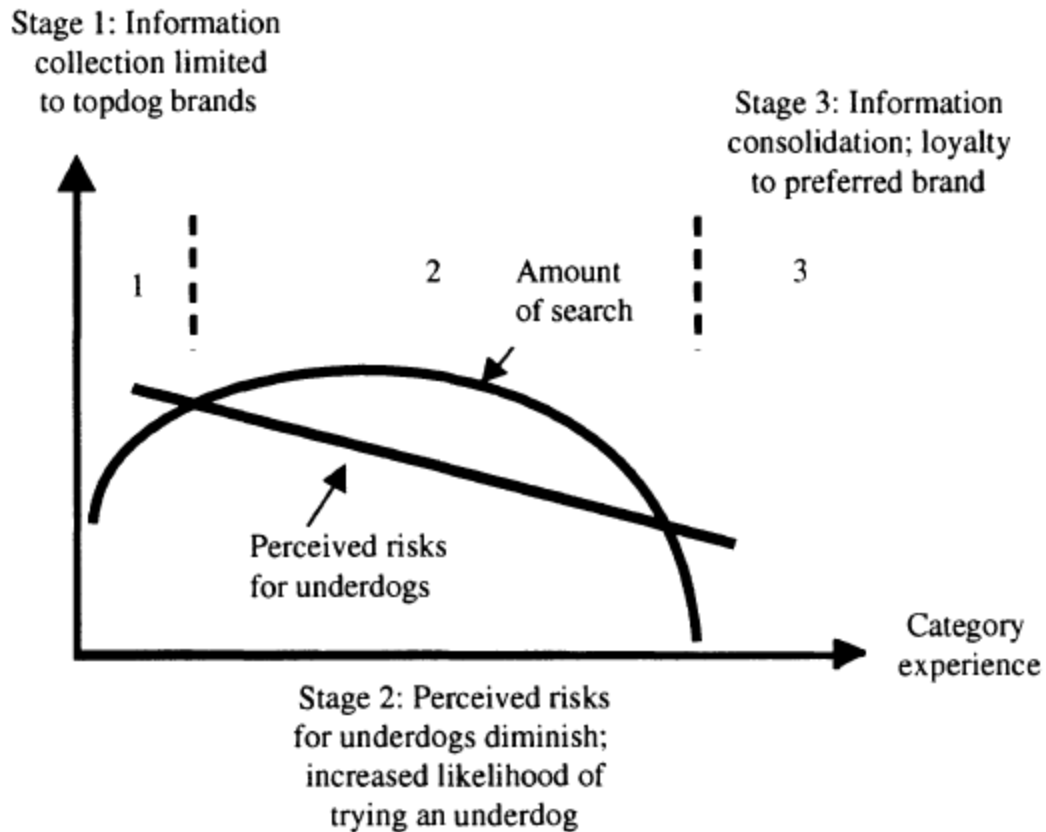 Stage 1: Information
collection limited
to topdog brands
Stage 3: Information
consolidation; loyalty
to preferred brand
1
2
Amount
of search
3
Perceived risks
for underdogs
Category
experience
Stage 2: Perceived risks
for underdogs diminish;
increased likelihood of
trying an underdog